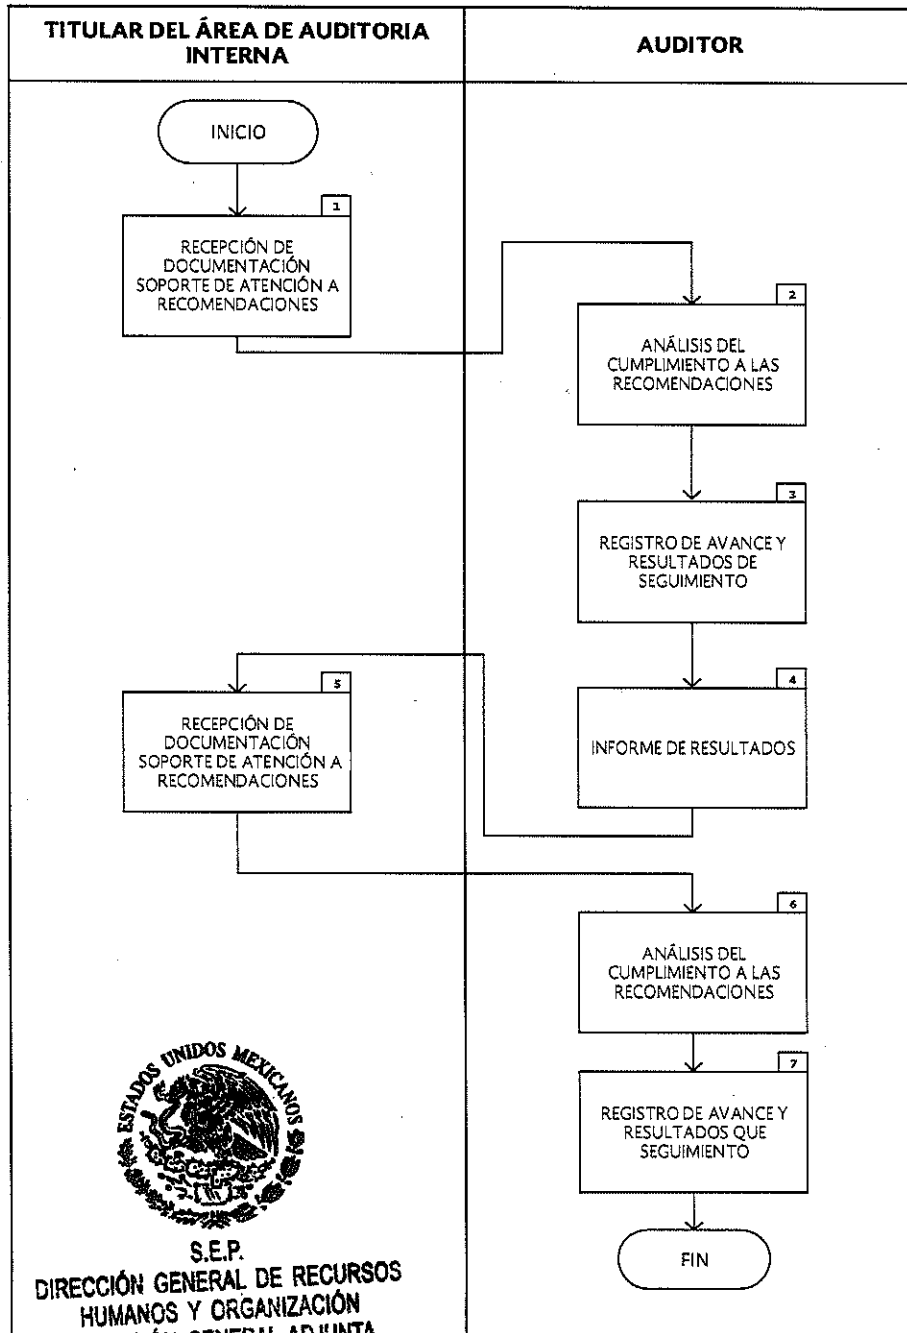 TITULAR DEL ÁREA DE AUDITORIA
INTERNA
AUDITOR
INICIO
1
RECEPCIÓN DE
DOCUMENTACIÓN
SOPORTE DE ATENCIÓN A
RECOMENDACIONES
2
ANÁLISIS DEL
CUMPLIMIENTO A LAS
RECOMENDACIONES
3
REGISTRO DE AVANCE Y
RESULTADOS DE
SEGUIMIENTO
4
INFORME DE RESULTADOS
5
RECEPCIÓN DE
DOCUMENTACIÓN
SOPORTE DE ATENCIÓN A
RECOMENDACIONES
6
ANÁLISIS DEL
CUMPLIMIENTO A LAS
RECOMENDACIONES
7
REGISTRO DE AVANCE Y
RESULTADOS QUE
SEGUIMIENTO
FIN
ESTADOS UNIDOS MEXICANOS
S.E.P.
DIRECCIÓN GENERAL DE RECURSOS
HUMANOS Y ORGANIZACIÓN
GENERAL ADJUNTA